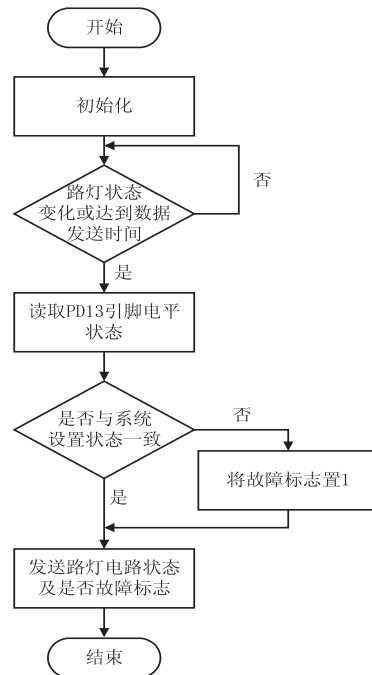 开始
初始化
路灯状态
变化或达到数据
发送时间
否
是
读取PD13引脚电平
状态
是否与系统
设置状态一致
否
将故障标志置1
是
发送路灯电路状态
及是否故障标志
结束